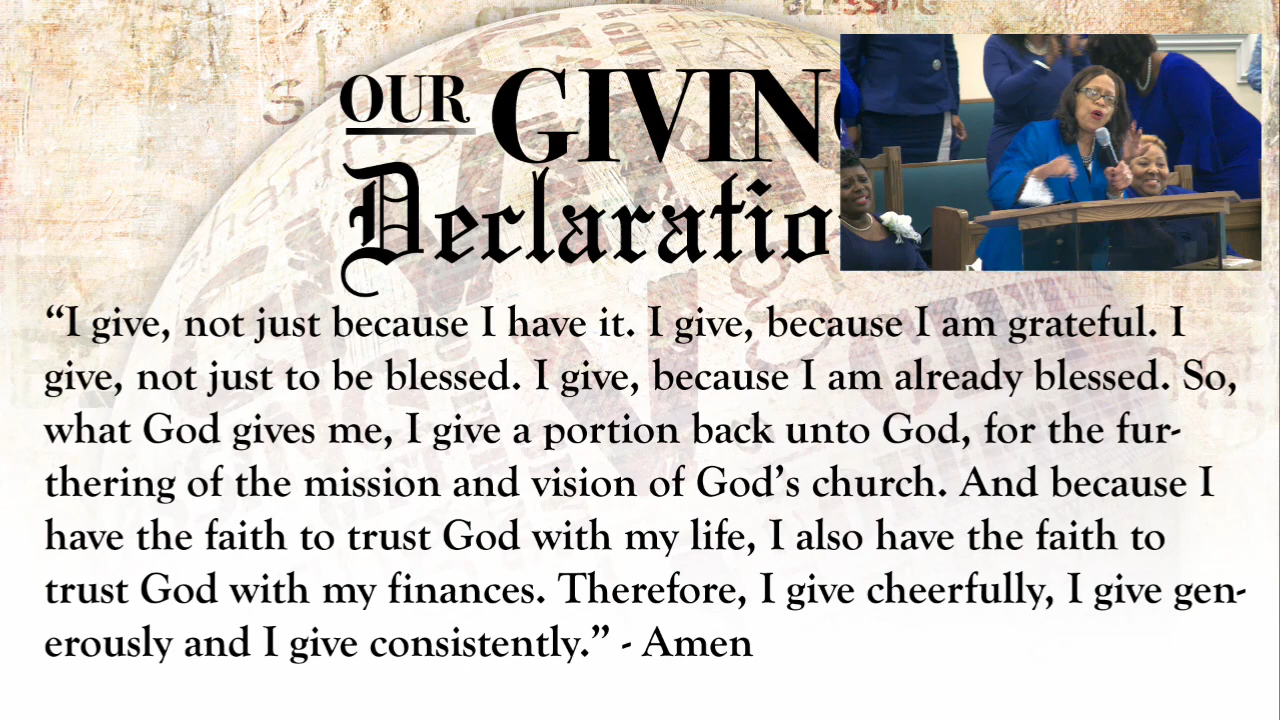 BLESSING
OUR GIVIN
Declaratio
“I give, not just because I have it. I give, because I am grateful. I
give, not just to be blessed. I give, because I am already blessed. So,
what God gives me, I give a portion back unto God, for the fur-
thering of the mission and vision of God’s church. And because I
have the faith to trust God with my life, I also have the faith to
trust God with my finances. Therefore, I give cheerfully, I give gen-
erously and I give consistently.” - Amen